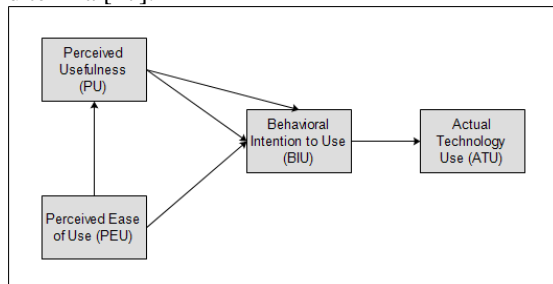 Perceived
Usefulness
(PU)
Behavioral
Intention to Use
(BIU)
Actual
Technology
Use (ATU)
Perceived Ease
of Use (PEU)